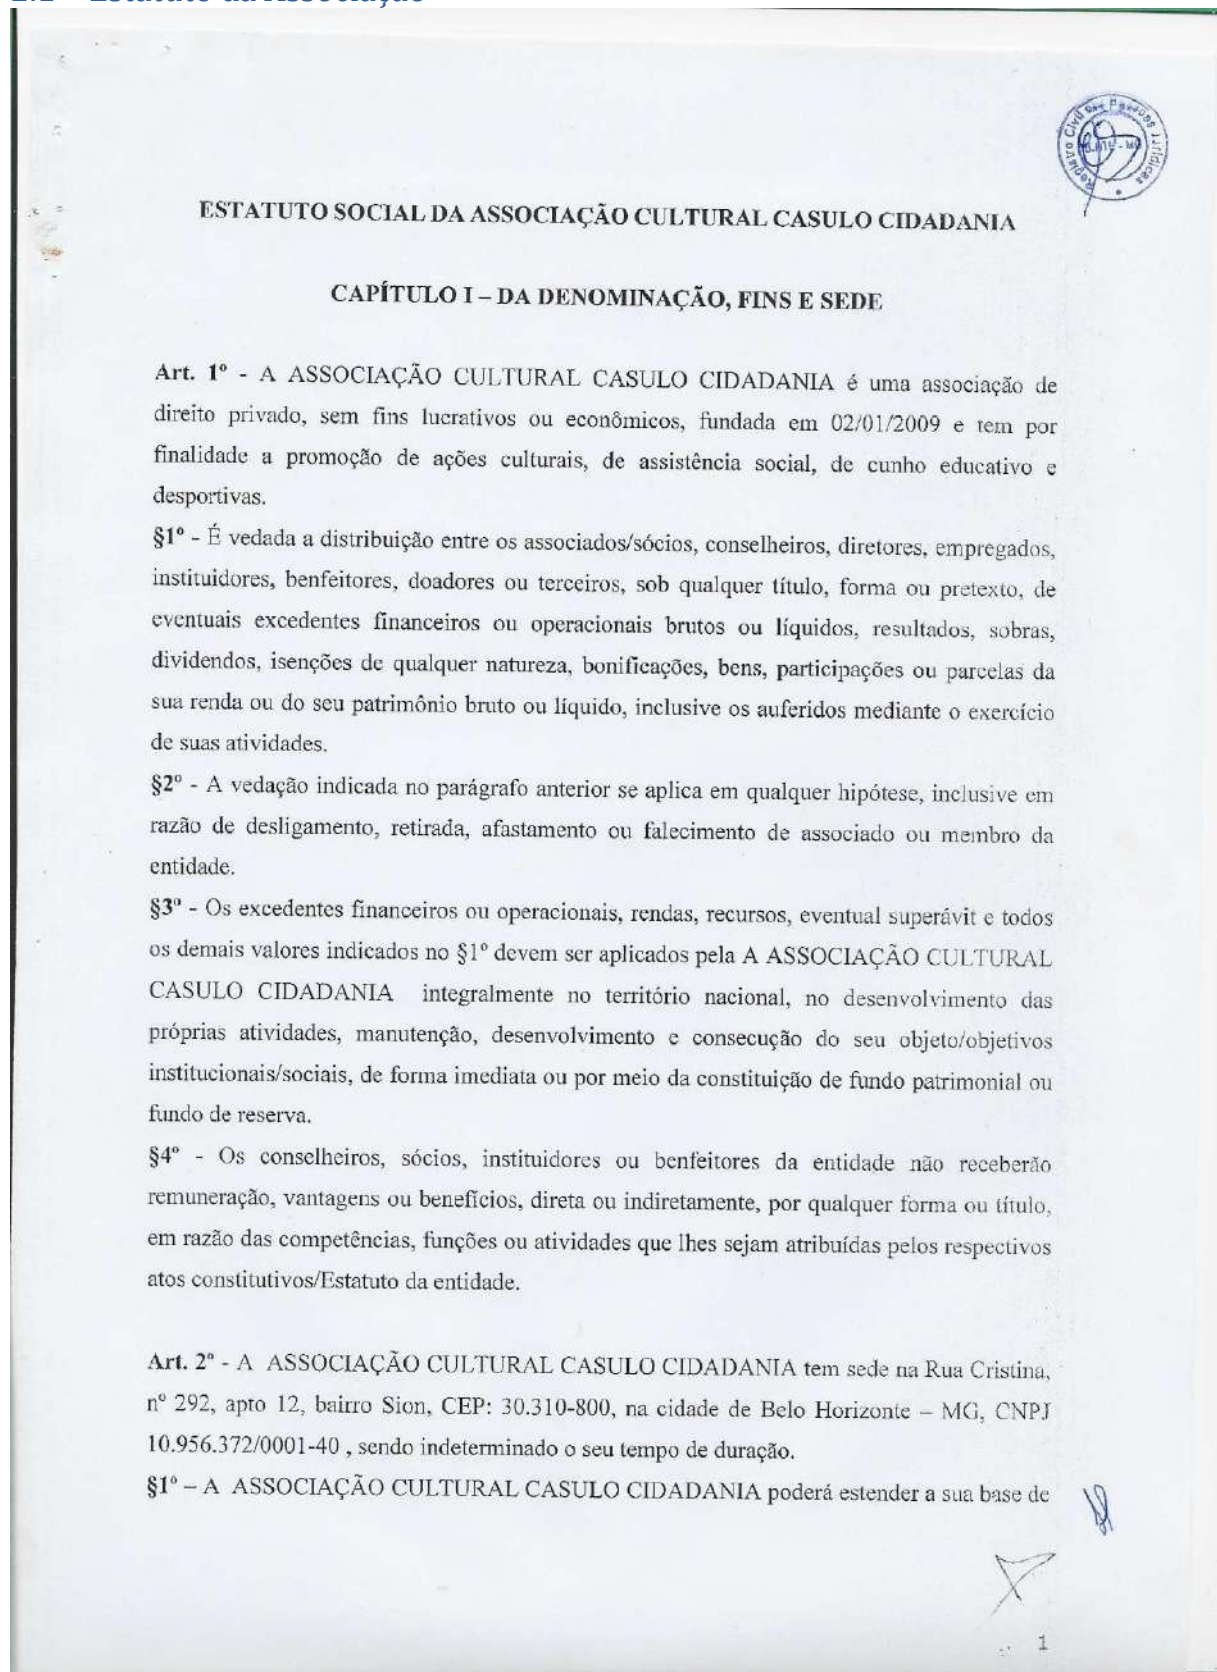 Estatuto da Associação
Registro Civil das Pessoas Jurídicas
ESTATUTO SOCIAL DA ASSOCIAÇÃO CULTURAL CASULO CIDADANIA
CAPÍTULO I – DA DENOMINAÇÃO, FINS E SEDE
Art. 1º - A ASSOCIAÇÃO CULTURAL CASULO CIDADANIA é uma associação de
direito privado, sem fins lucrativos ou econômicos, fundada em 02/01/2009 e tem por
finalidade a promoção de ações culturais, de assistência social, de cunho educativo e
desportivas.
§1º - É vedada a distribuição entre os associados/sócios, conselheiros, diretores, empregados,
instituidores, benfeitores, doadores ou terceiros, sob qualquer título, forma ou pretexto, de
eventuais excedentes financeiros ou operacionais brutos ou líquidos, resultados, sobras,
dividendos, isenções de qualquer natureza, bonificações, bens, participações ou parcelas da
sua renda ou do seu patrimônio bruto ou líquido, inclusive os auferidos mediante o exercício
de suas atividades.
§2º - A vedação indicada no parágrafo anterior se aplica em qualquer hipótese, inclusive em
razão de desligamento, retirada, afastamento ou falecimento de associado ou membro da
entidade.
§3º - Os excedentes financeiros ou operacionais, rendas, recursos, eventual superávit e todos
os demais valores indicados no §1º devem ser aplicados pela A ASSOCIAÇÃO CULTURAL
CASULO CIDADANIA integralmente no território nacional, no desenvolvimento das
próprias atividades, manutenção, desenvolvimento e consecução do seu objeto/objetivos
institucionais/sociais, de forma imediata ou por meio da constituição de fundo patrimonial ou
fundo de reserva.
§4º - Os conselheiros, sócios, instituidores ou benfeitores da entidade não receberão
remuneração, vantagens ou benefícios, direta ou indiretamente, por qualquer forma ou título,
em razão das competências, funções ou atividades que lhes sejam atribuídas pelos respectivos
atos constitutivos/Estatuto da entidade.
Art. 2º - A ASSOCIAÇÃO CULTURAL CASULO CIDADANIA tem sede na Rua Cristina,
nº 292, apto 12, bairro Sion, CEP: 30.310-800, na cidade de Belo Horizonte – MG, CNPJ
10.956.372/0001-40 , sendo indeterminado o seu tempo de duração.
§1º – A ASSOCIAÇÃO CULTURAL CASULO CIDADANIA poderá estender a sua base de
1